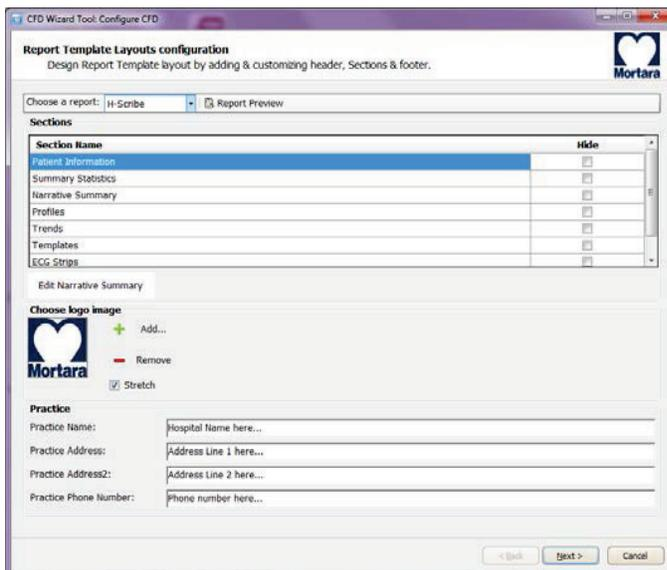 CFD Wizard Tool: Configure CFD
Report Template Layouts configuration
Design Report Template layout by adding & customizing header, Sections & footer.
Mortara
Choose a report: H-Scribe Report Preview
Sections
Section Name Hide
Patient Information
Summary Statistics
Narrative Summary
Profiles
Trends
Templates
ECG Strips
Edit Narrative Summary
Choose logo image
Mortara
Add...
Remove
Stretch
Practice
Practice Name: Hospital Name here...
Practice Address: Address Line 1 here...
Practice Address2: Address Line 2 here...
Practice Phone Number: Phone number here...
< Back Next > Cancel